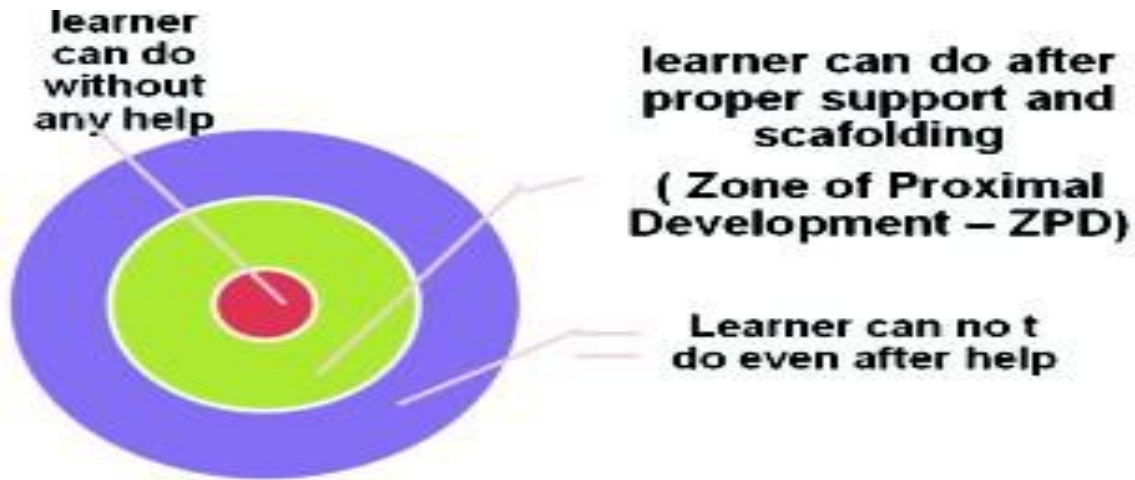 learner
can do
without
any help
learner can do after
proper support and
scafolding
( Zone of Proximal
Development – ZPD)
Learner can no t
do even after help